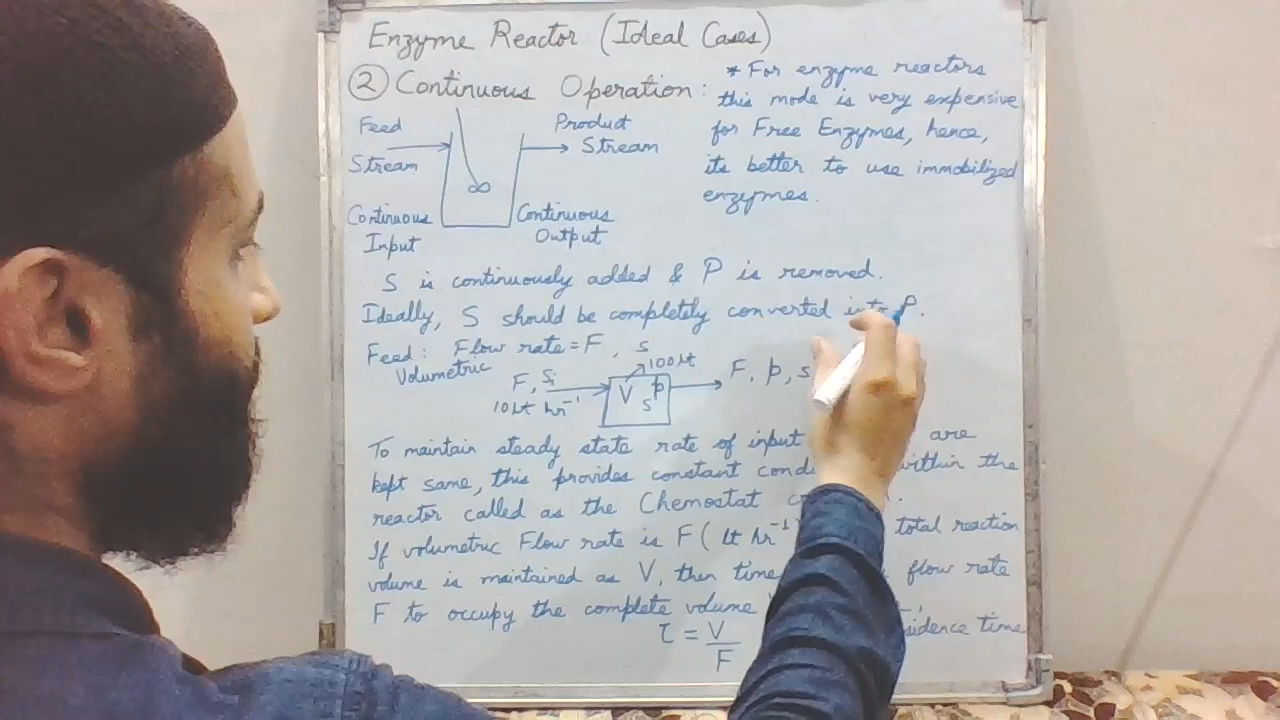 Enzyme Reactor (Ideal Cases)
② Continuous Operation:
* For enzyme reactors
this mode is very expensive
for Free Enzymes, hence,
its better to use immobilized
enzymes.
Feed
Stream
Product
Stream
Continuous
Input
Continuous
Output
S is continuously added & P is removed.
Ideally, S should be completely converted into P.
Feed: Flow rate = F, s
Volumetric
F, Si
10 Lt hr⁻¹
100 Lt
V p
s
F, p, s
To maintain steady state rate of input are
kept same, this provides constant within the
reactor called as the Chemostat
If volumetric Flow rate is F ( Lt hr⁻¹ total reaction
volume is maintained as V, then time flow rate
F to occupy the complete volume
τ = V
F
time